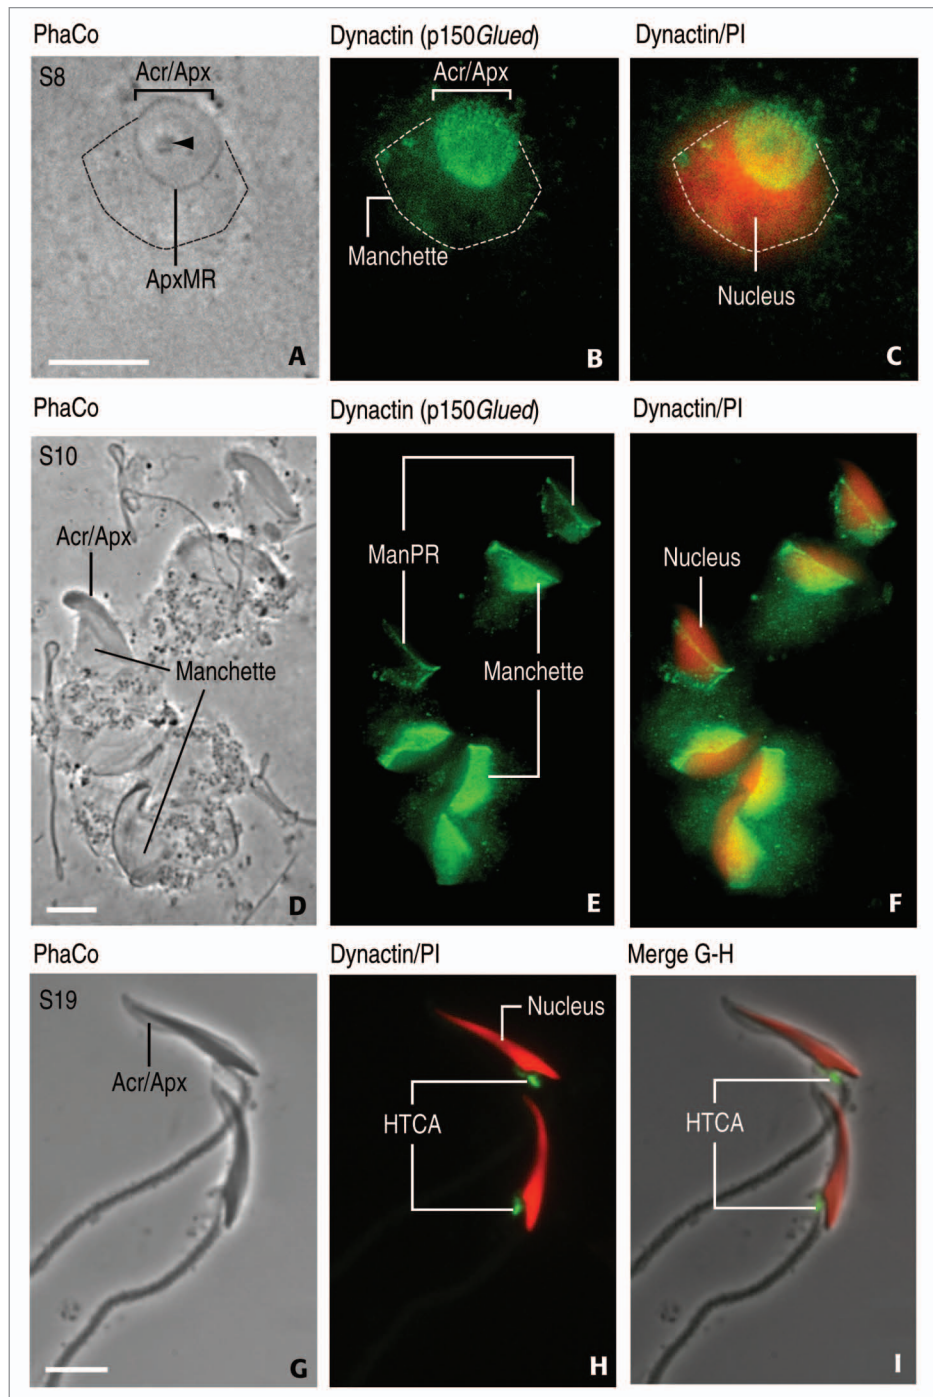 PhaCo
Dynactin (p150Glued)
Dynactin/PI
S8
Acr/Apx
ApxMR
A
Acr/Apx
Manchette
B
Nucleus
C
PhaCo
Dynactin (p150Glued)
Dynactin/PI
S10
Acr/Apx
Manchette
D
ManPR
Manchette
E
Nucleus
F
PhaCo
Dynactin/PI
Merge G-H
S19
Acr/Apx
G
Nucleus
HTCA
H
HTCA
I